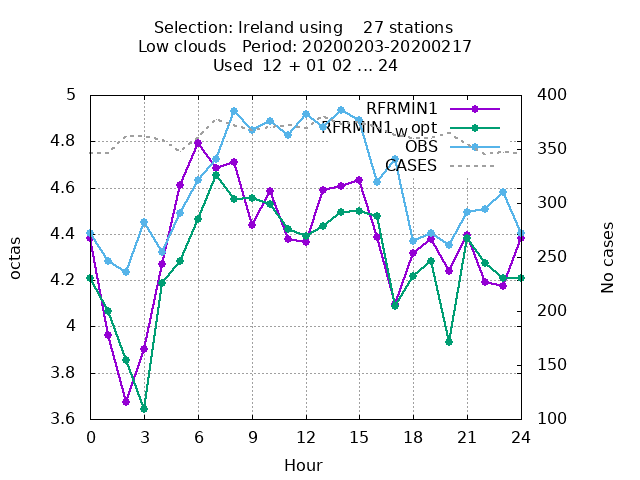 Selection: Ireland using    27 stations
Low clouds   Period: 20200203-20200217
Used  12 + 01 02 ... 24
5
4.8
4.6
4.4
4.2
4
3.8
3.6
octas
400
350
300
250
200
150
100
No cases
RFRMIN1
RFRMIN1w opt
OBS
CASES
0 3 6 9 12 15 18 21 24
Hour